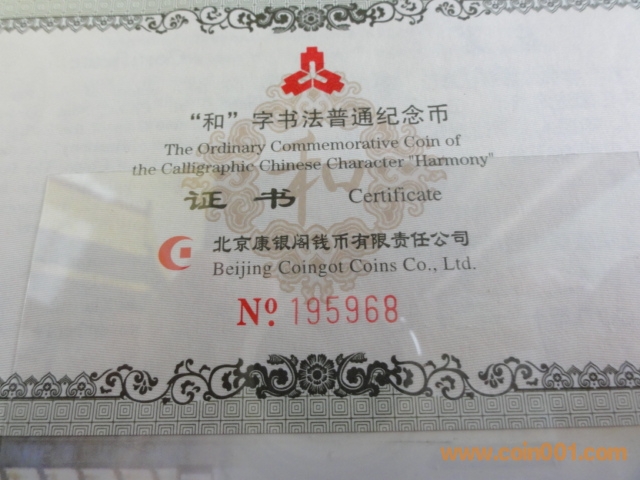 “和”字书法普通纪念币
The Ordinary Commemorative Coin of
the Calligraphic Chinese Character "Harmony"
和
证书 Certificate
北京康银阁钱币有限责任公司
Beijing Coingot Coins Co., Ltd.
Nº 195968
www.coin001.com